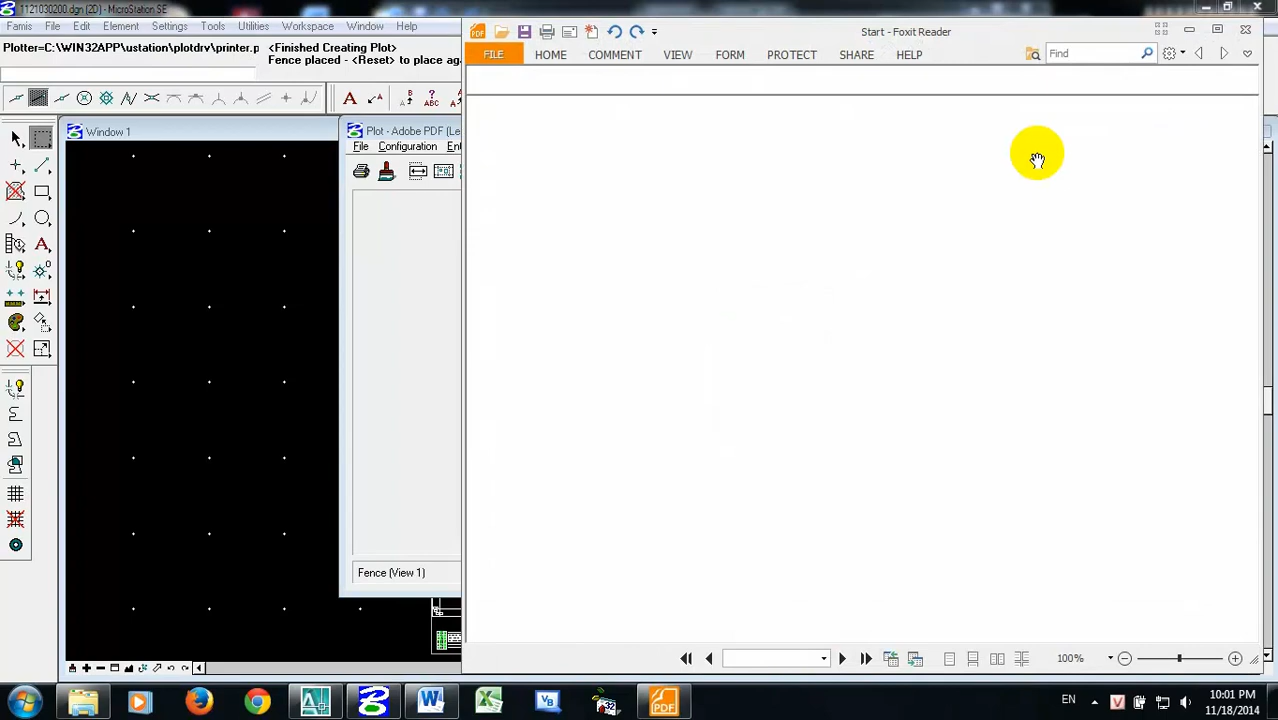 1121030200.dgn (2D) - MicroStation SE
Famis File Edit Element Settings Tools Utilities Workspace Window Help
Plotter=C:\WIN32APP\ustation\plotdrv\printer.p <Finished Creating Plot>
Fence placed - <Reset> to place ag
Window 1
Plot - Adobe PDF (Le
File Configuration En
Fence (View 1)
Start - Foxit Reader
FILE HOME COMMENT VIEW FORM PROTECT SHARE HELP
Find
100%
EN
10:01 PM
11/18/2014